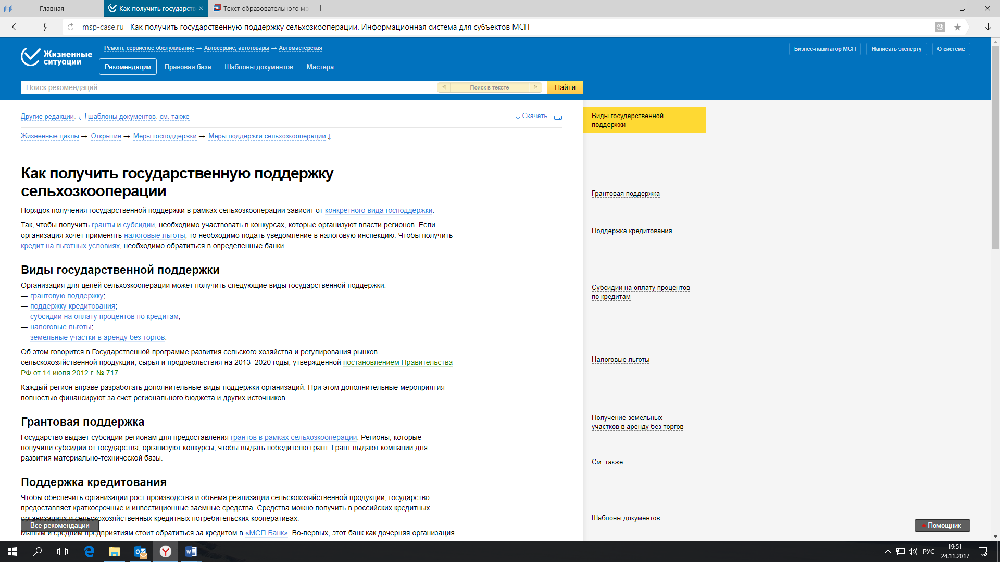 Главная
Как получить государств
Текст образовательного мо
msp-case.ru Как получить государственную поддержку сельхозкооперации. Информационная система для субъектов МСП
Жизненные ситуации
Ремонт, сервисное обслуживание → Автосервис, автотовары → Автомастерская
Бизнес-навигатор МСП
Написать эксперту
О системе
Рекомендации
Правовая база
Шаблоны документов
Мастера
Поиск рекомендаций
Поиск в тексте
Найти
Другие редакции, шаблоны документов, см. также
Скачать
Жизненные циклы → Открытие → Меры господдержки → Меры поддержки сельхозкооперации ↓
Как получить государственную поддержку
сельхозкооперации
Порядок получения государственной поддержки в рамках сельхозкооперации зависит от конкретного вида господдержки.
Так, чтобы получить гранты и субсидии, необходимо участвовать в конкурсах, которые организуют власти регионов. Если
организация хочет применять налоговые льготы, то необходимо подать уведомление в налоговую инспекцию. Чтобы получить
кредит на льготных условиях, необходимо обратиться в определенные банки.
Виды государственной поддержки
Организация для целей сельхозкооперации может получить следующие виды государственной поддержки:
— грантовую поддержку;
— поддержку кредитования;
— субсидии на оплату процентов по кредитам;
— налоговые льготы;
— земельные участки в аренду без торгов.
Об этом говорится в Государственной программе развития сельского хозяйства и регулирования рынков
сельскохозяйственной продукции, сырья и продовольствия на 2013–2020 годы, утвержденной постановлением Правительства
РФ от 14 июля 2012 г. № 717.
Каждый регион вправе разработать дополнительные виды поддержки организаций. При этом дополнительные мероприятия
полностью финансируют за счет регионального бюджета и других источников.
Грантовая поддержка
Государство выдает субсидии регионам для предоставления грантов в рамках сельхозкооперации. Регионы, которые
получили субсидии от государства, организуют конкурсы, чтобы выдать победителю грант. Грант выдают компании для
развития материально-технической базы.
Поддержка кредитования
Чтобы обеспечить организации рост производства и объема реализации сельскохозяйственной продукции, государство
предоставляет краткосрочные и инвестиционные заемные средства. Средства можно получить в российских кредитных
организациях и сельскохозяйственных кредитных потребительских кооперативах.
Все рекомендации
Малым и средним предприятиям стоит обратиться за кредитом в «МСП Банк». Во-первых, этот банк как дочерняя организация
Виды государственной
поддержки
Грантовая поддержка
Поддержка кредитования
Субсидии на оплату процентов
по кредитам
Налоговые льготы
Получение земельных
участков в аренду без торгов
См. также
Шаблоны документов
Помощник
РУС
19:51
24.11.2017